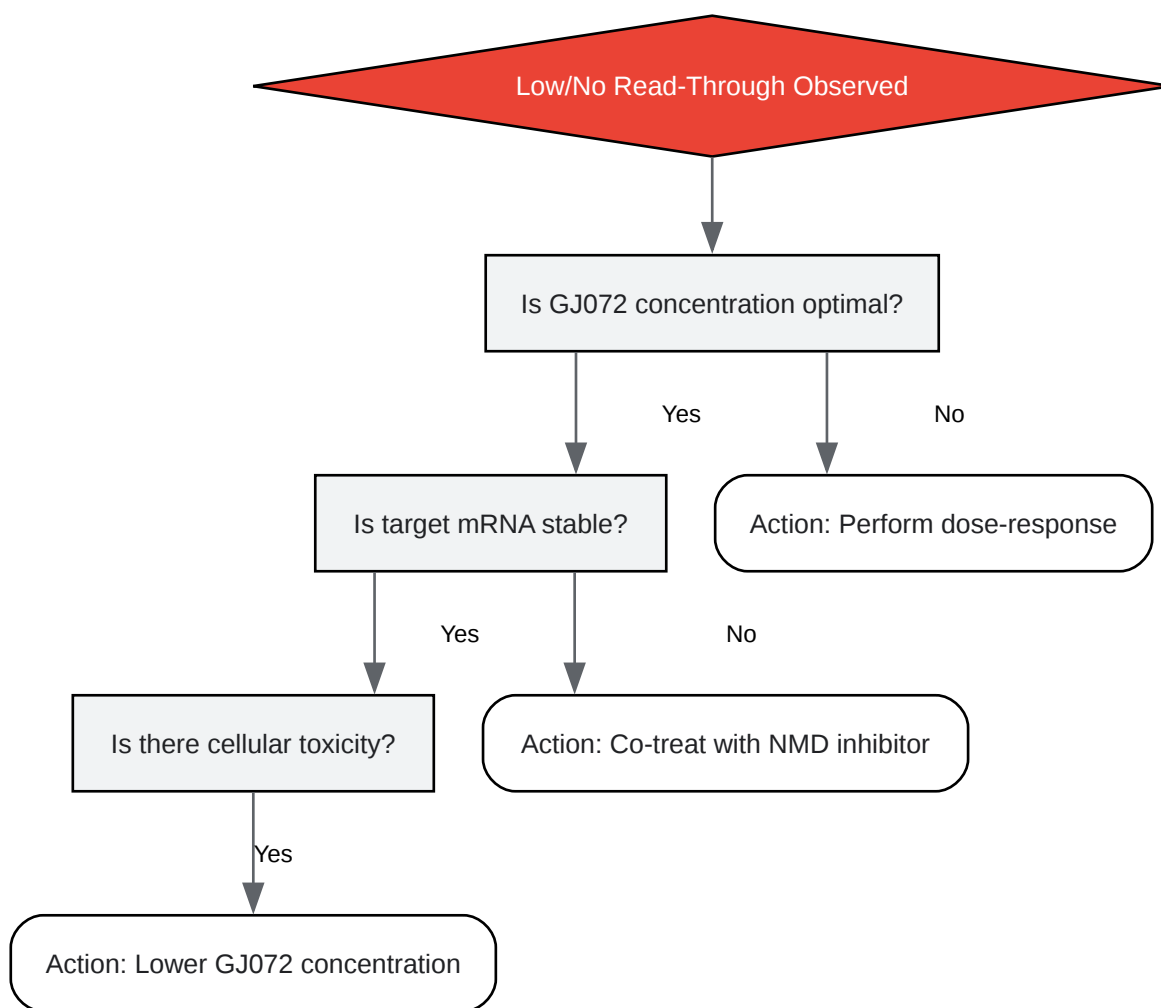 Low/No Read-Through Observed
Is GJ072 concentration optimal?
Yes
No
Is target mRNA stable?
Action: Perform dose-response
Yes
No
Is there cellular toxicity?
Action: Co-treat with NMD inhibitor
Yes
Action: Lower GJ072 concentration